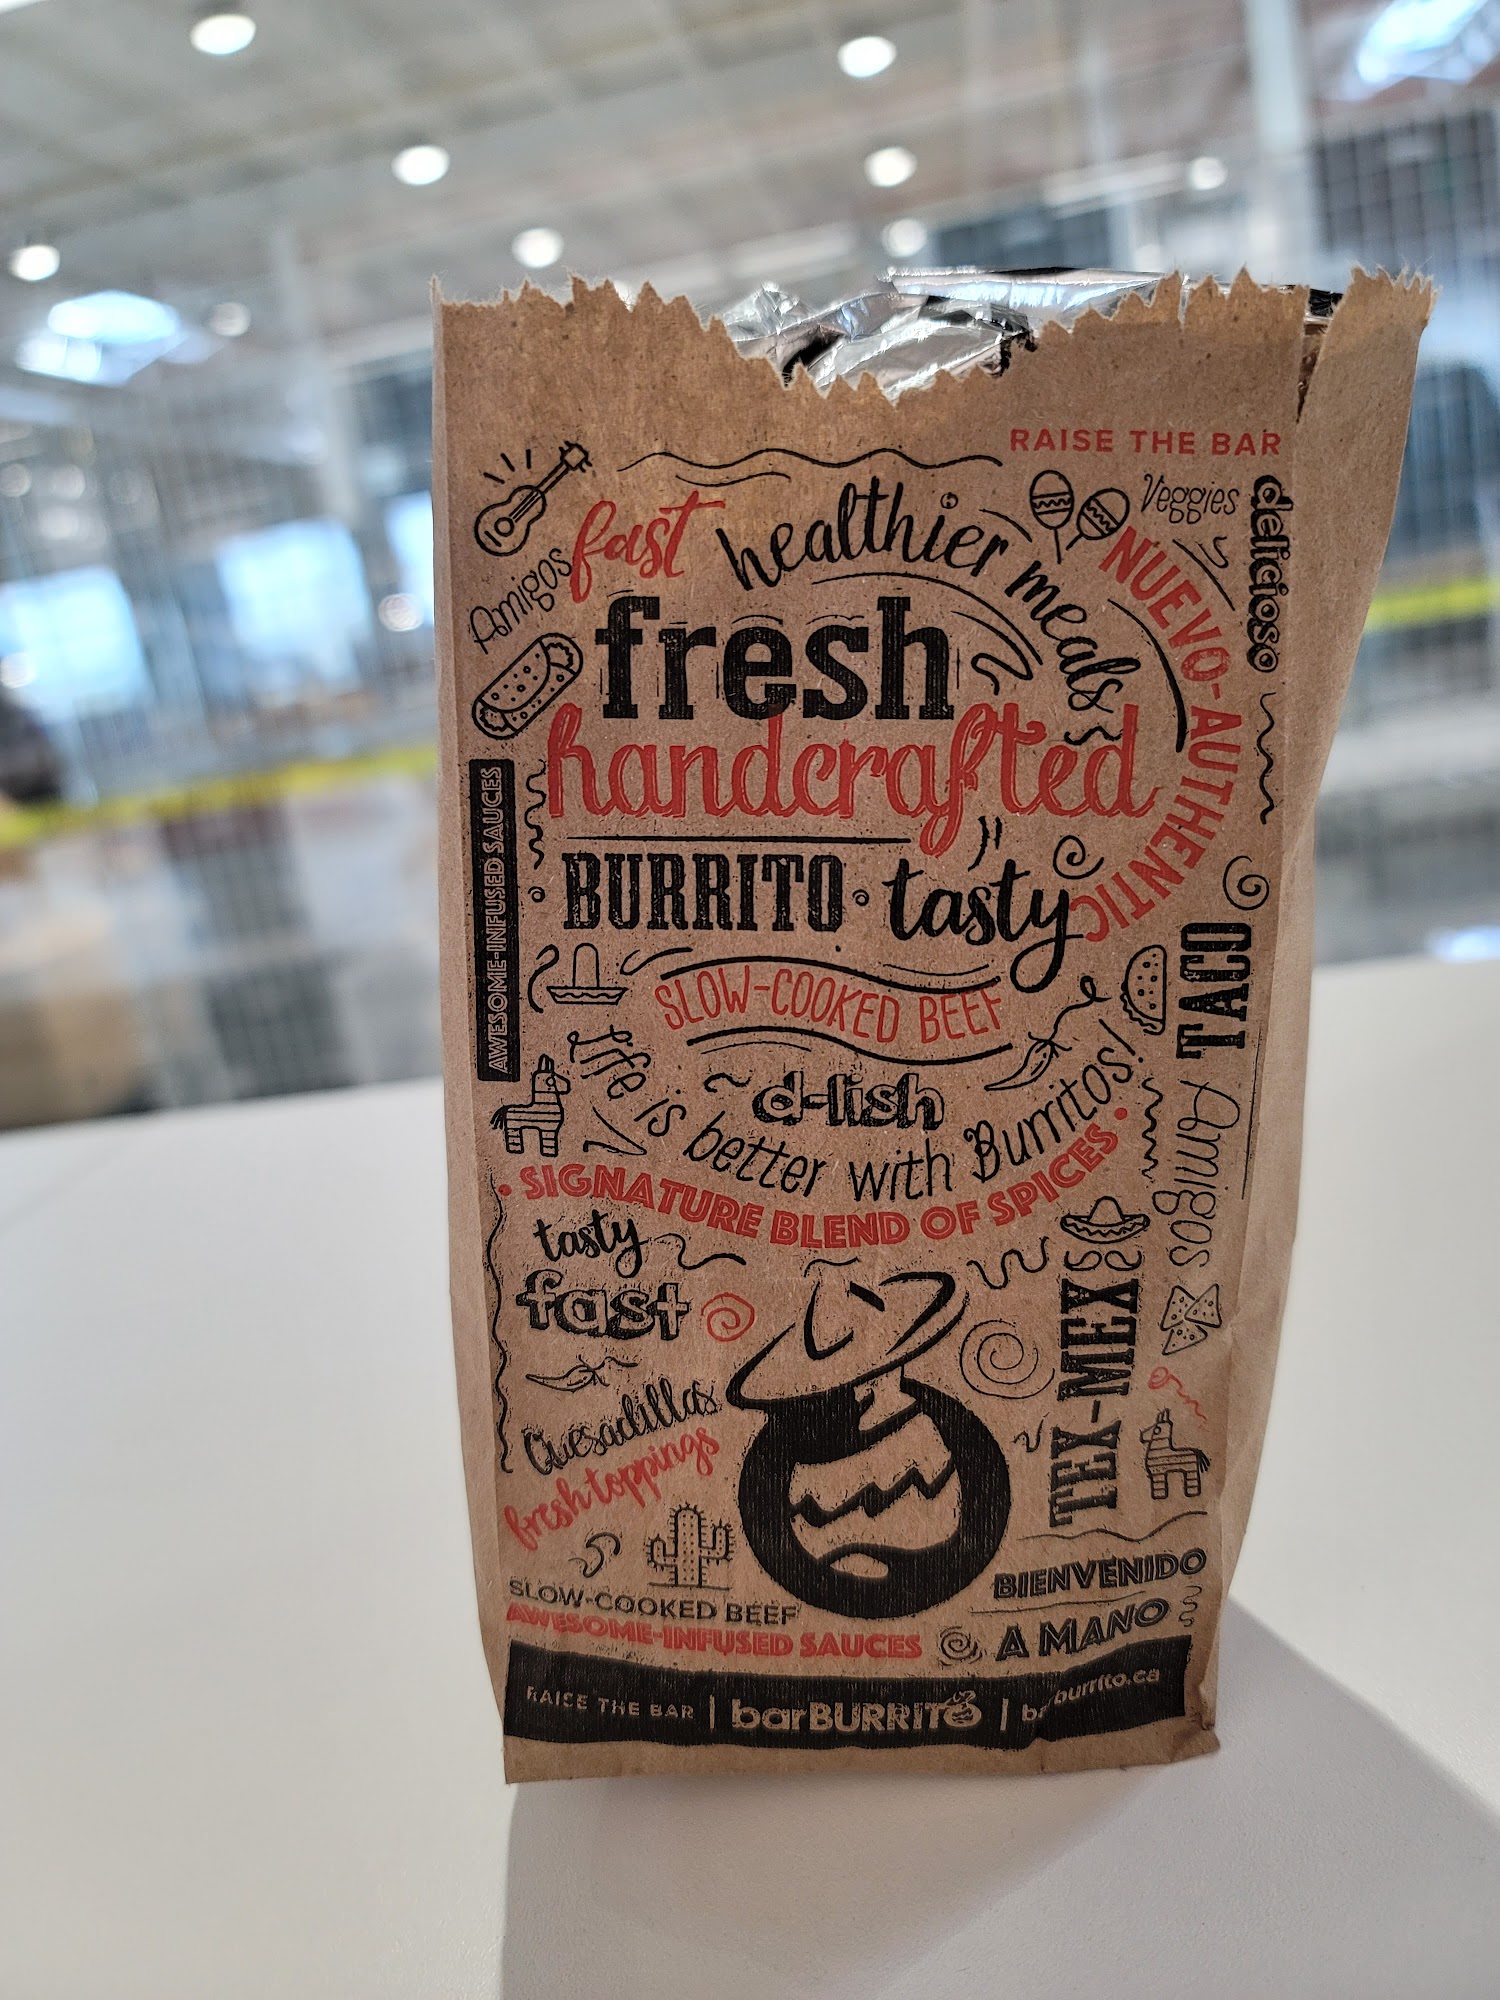 RAISE THE BAR
Veggies
delicioso
fast
healthier meals
Amigos
NUEVO-AUTHENTIC
fresh
handcrafted
AWESOME-INFUSED SAUCES
BURRITO • tasty
TACO
SLOW-COOKED BEEF
d-lish
life is better with Burritos!
• SIGNATURE BLEND OF SPICES •
Amigos
tasty
fast
TEX-MEX
Quesadillas
fresh toppings
BIENVENIDO
SLOW-COOKED BEEF
A MANO
AWESOME-INFUSED SAUCES
RAISE THE BAR | barBURRITO | barburrito.ca